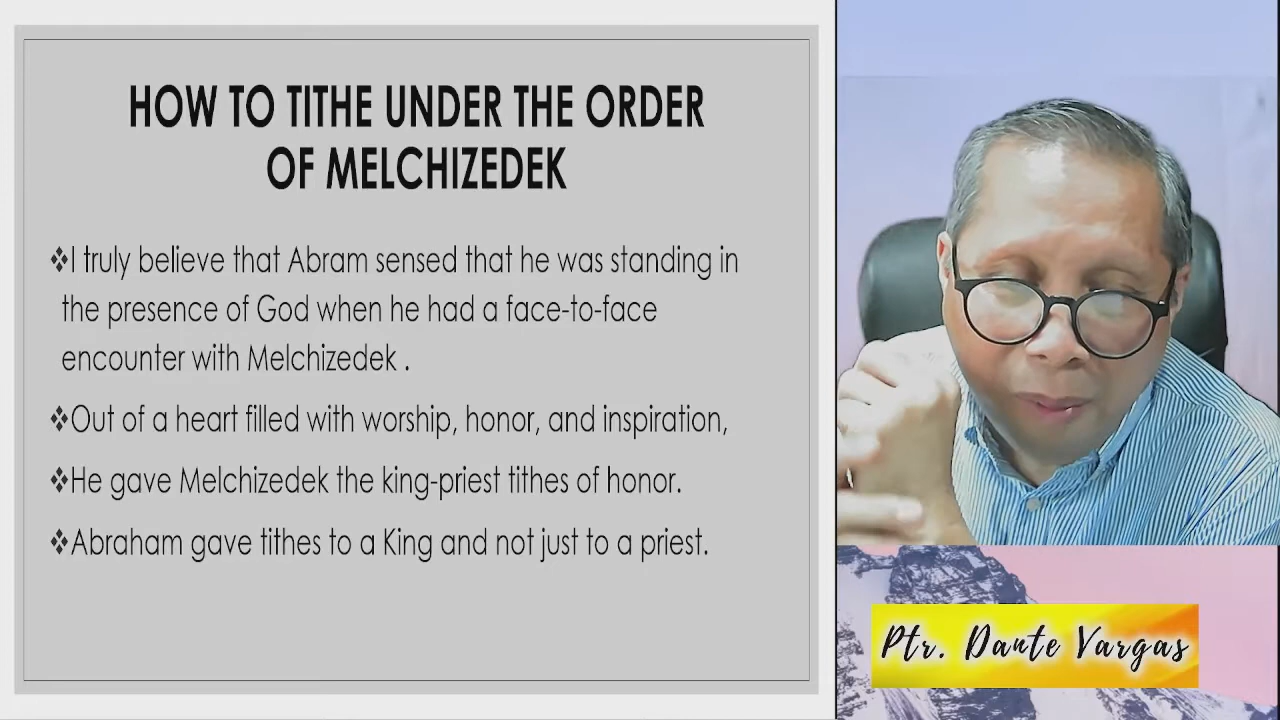 HOW TO TITHE UNDER THE ORDER
OF MELCHIZEDEK
❖I truly believe that Abram sensed that he was standing in
the presence of God when he had a face-to-face
encounter with Melchizedek .
❖Out of a heart filled with worship, honor, and inspiration,
❖He gave Melchizedek the king-priest tithes of honor.
❖Abraham gave tithes to a King and not just to a priest.
Ptr. Dante Vargas